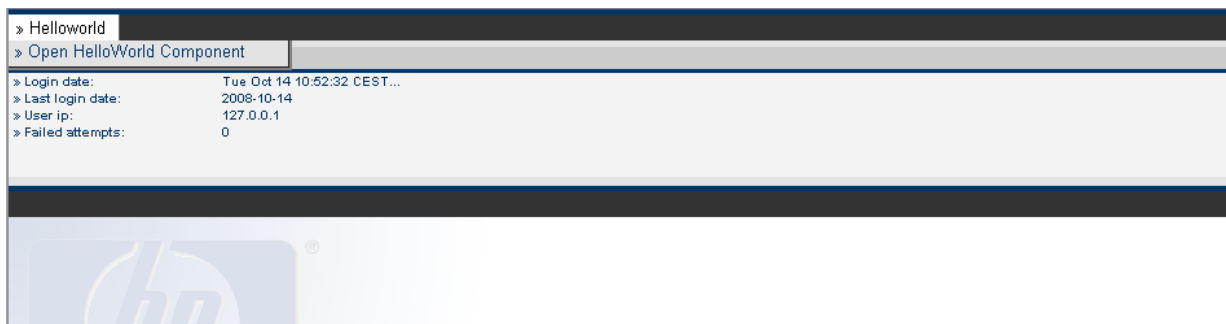 » Helloworld
» Open HelloWorld Component
» Login date: Tue Oct 14 10:52:32 CEST...
» Last login date: 2008-10-14
» User ip: 127.0.0.1
» Failed attempts: 0
hp ®